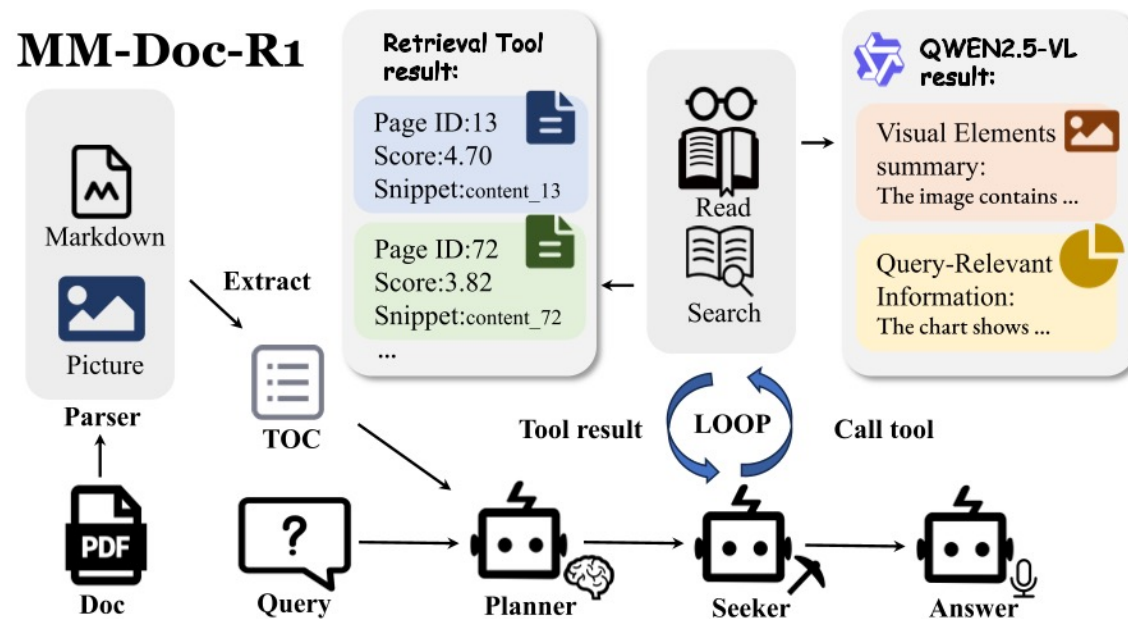 MM-Doc-R1
Markdown
Picture
Parser
PDF
Doc
Extract
TOC
?
Query
Retrieval Tool
result:
Page ID:13
Score:4.70
Snippet:content_13
Page ID:72
Score:3.82
Snippet:content_72
...
Read
Search
QWEN2.5-VL
result:
Visual Elements
summary:
The image contains ...
Query-Relevant
Information:
The chart shows ...
Tool result
LOOP
Call tool
Planner
Seeker
Answer